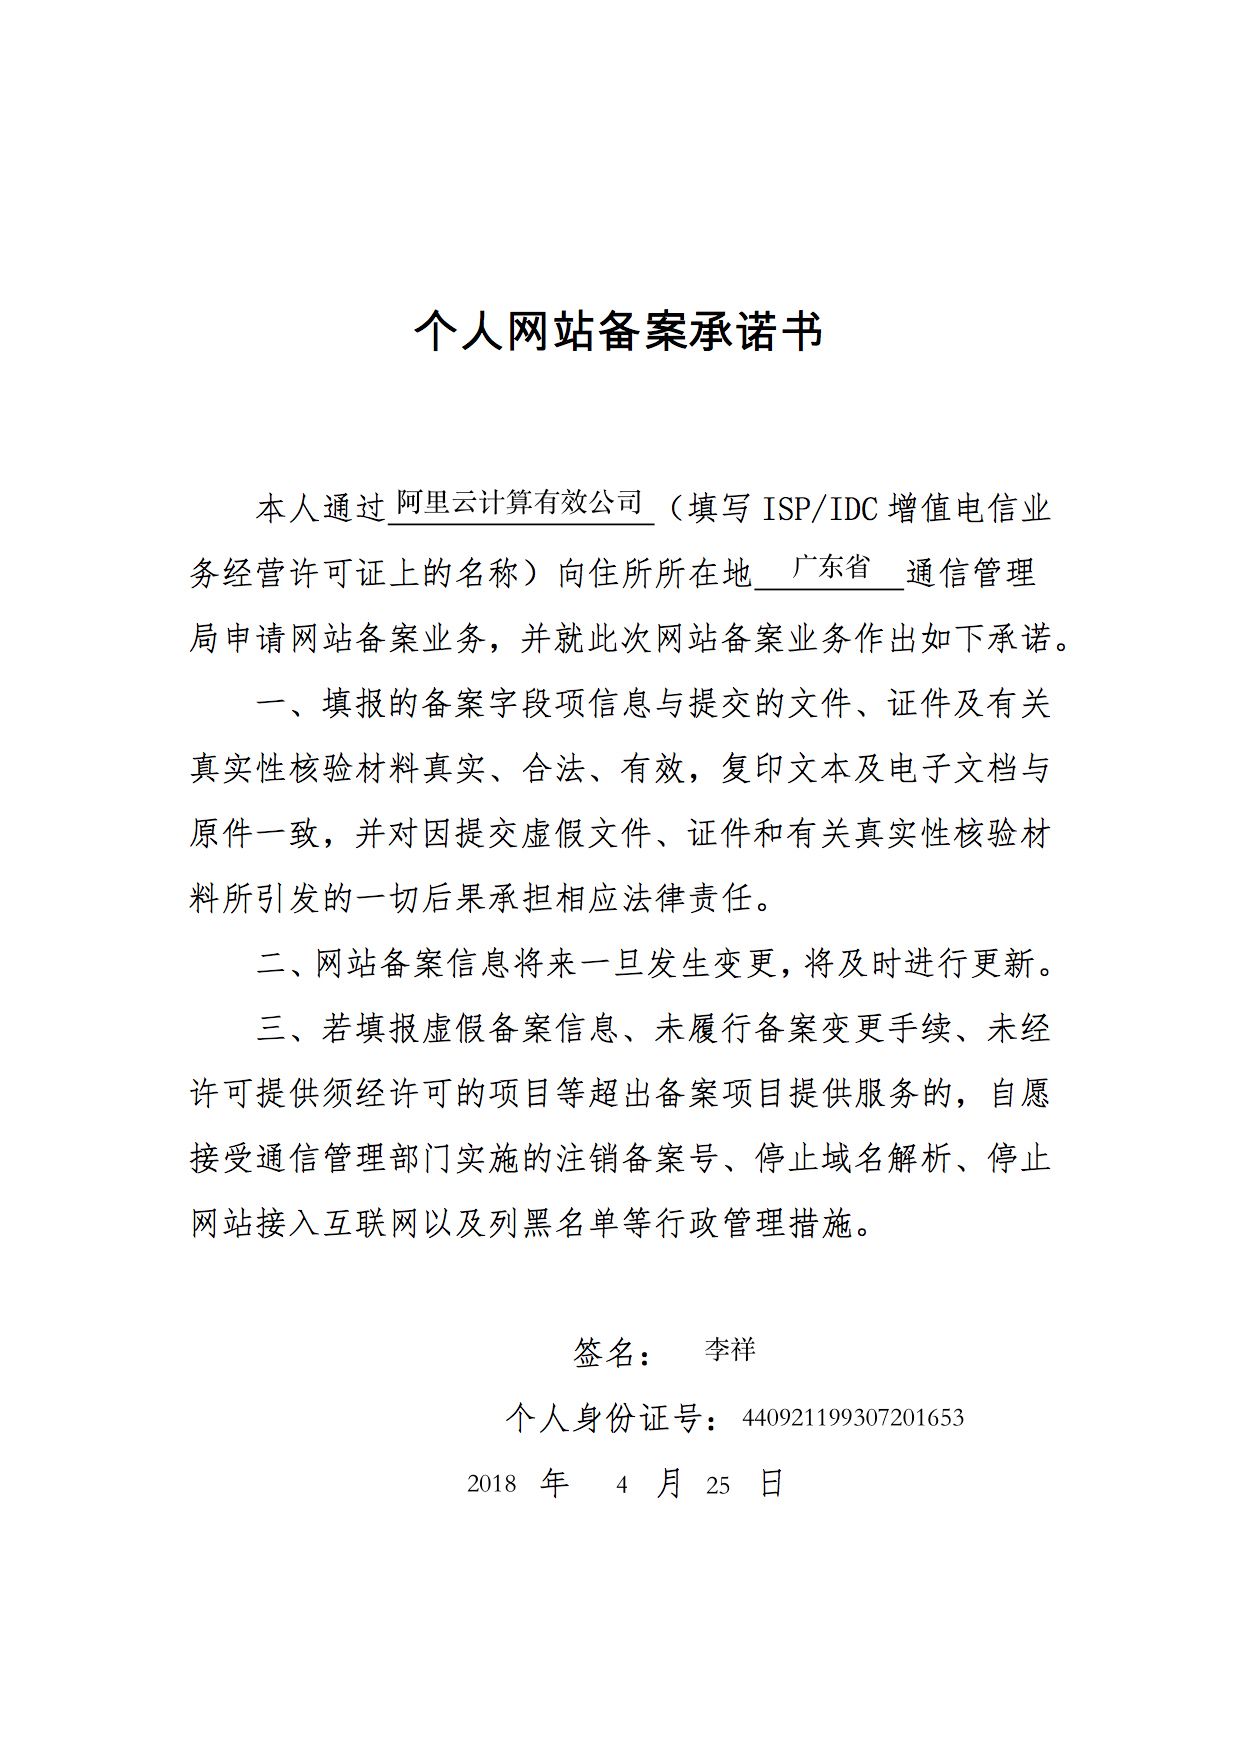 个人网站备案承诺书
本人通过阿里云计算有效公司（填写 ISP/IDC 增值电信业
务经营许可证上的名称）向住所所在地广东省通信管理
局申请网站备案业务，并就此次网站备案业务作出如下承诺。
一、填报的备案字段项信息与提交的文件、证件及有关
真实性核验材料真实、合法、有效，复印文本及电子文档与
原件一致，并对因提交虚假文件、证件和有关真实性核验材
料所引发的一切后果承担相应法律责任。
二、网站备案信息将来一旦发生变更，将及时进行更新。
三、若填报虚假备案信息、未履行备案变更手续、未经
许可提供须经许可的项目等超出备案项目提供服务的，自愿
接受通信管理部门实施的注销备案号、停止域名解析、停止
网站接入互联网以及列黑名单等行政管理措施。
签名： 李祥
个人身份证号：440921199307201653
2018 年 4 月 25 日